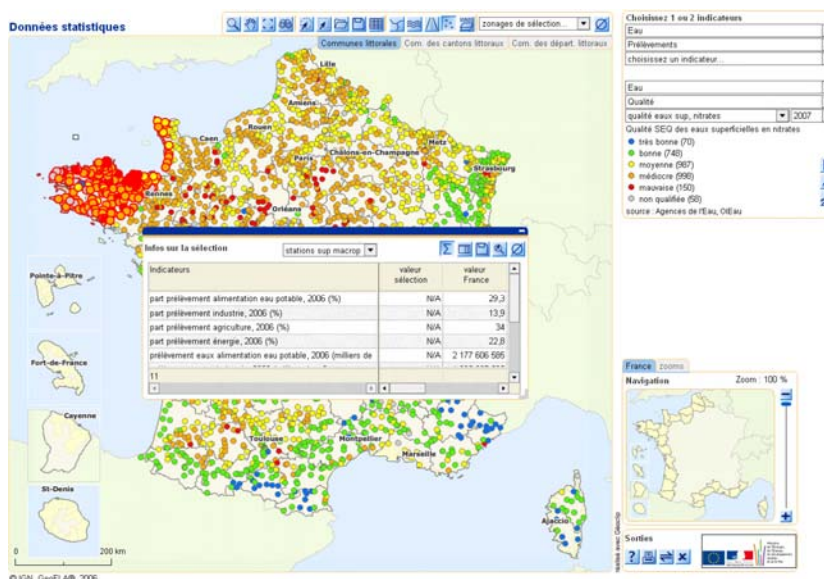 Données statistiques
zonages de sélection...
Communes littorales
Com. des cantons littoraux
Com. des départ. littoraux
Lille
Amiens
Rouen
Caen
Paris
Châlons-en-Champagne
Metz
Strasbourg
Rennes
Orléans
Infos sur la sélection
stations sup macrop
Indicateurs
valeur sélection
valeur France
part prélèvement alimentation eau potable, 2006 (%) N/A 29,3
part prélèvement industrie, 2006 (%) N/A 13,9
part prélèvement agriculture, 2006 (%) N/A 34
part prélèvement énergie, 2006 (%) N/A 22,8
prélèvement eaux alimentation eau potable, 2006 (milliers de N/A 2 177 606 585
11
Pointe-à-Pitre
Fort-de-France
Cayenne
St-Denis
Toulouse
Montpellier
Marseille
Ajaccio
0 200 km
© IGN, GéoFLA®, 2006
Choisissez 1 ou 2 indicateurs
Eau
Prélèvements
choisissez un indicateur...
Eau
Qualité
qualité eaux sup, nitrates 2007
Qualité SEQ des eaux superficielles en nitrates
très bonne (70)
bonne (748)
moyenne (987)
médiocre (998)
mauvaise (150)
non qualifiée (58)
source : Agences de l'Eau, OIEau
France
zooms
Navigation
Zoom : 100 %
réalisé avec Géoclip
Sorties